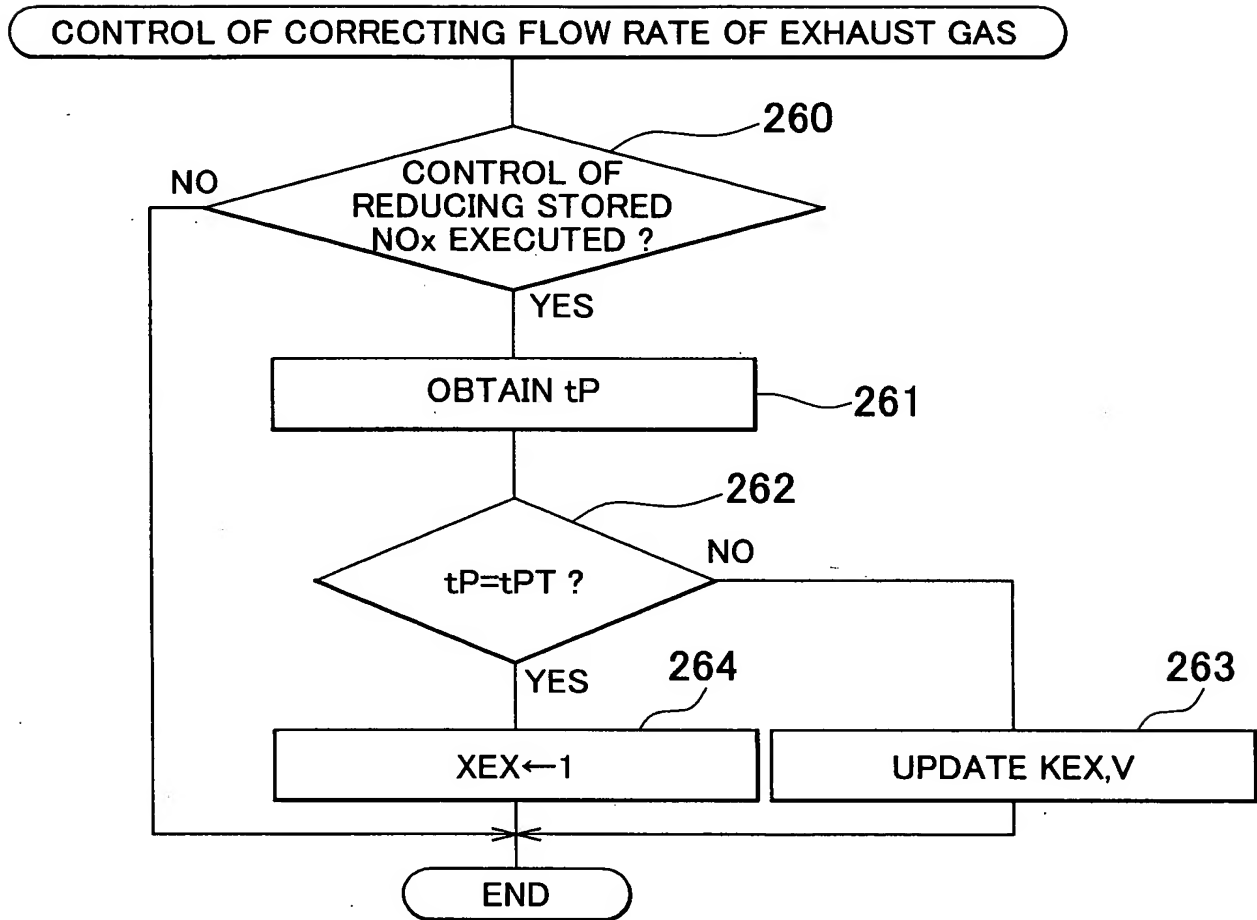 CONTROL OF CORRECTING FLOW RATE OF EXHAUST GAS
260
NO
CONTROL OF
REDUCING STORED
NOx EXECUTED ?
YES
OBTAIN tP
261
262
NO
tP=tPT ?
YES
264
263
XEX←1
UPDATE KEX,V
END